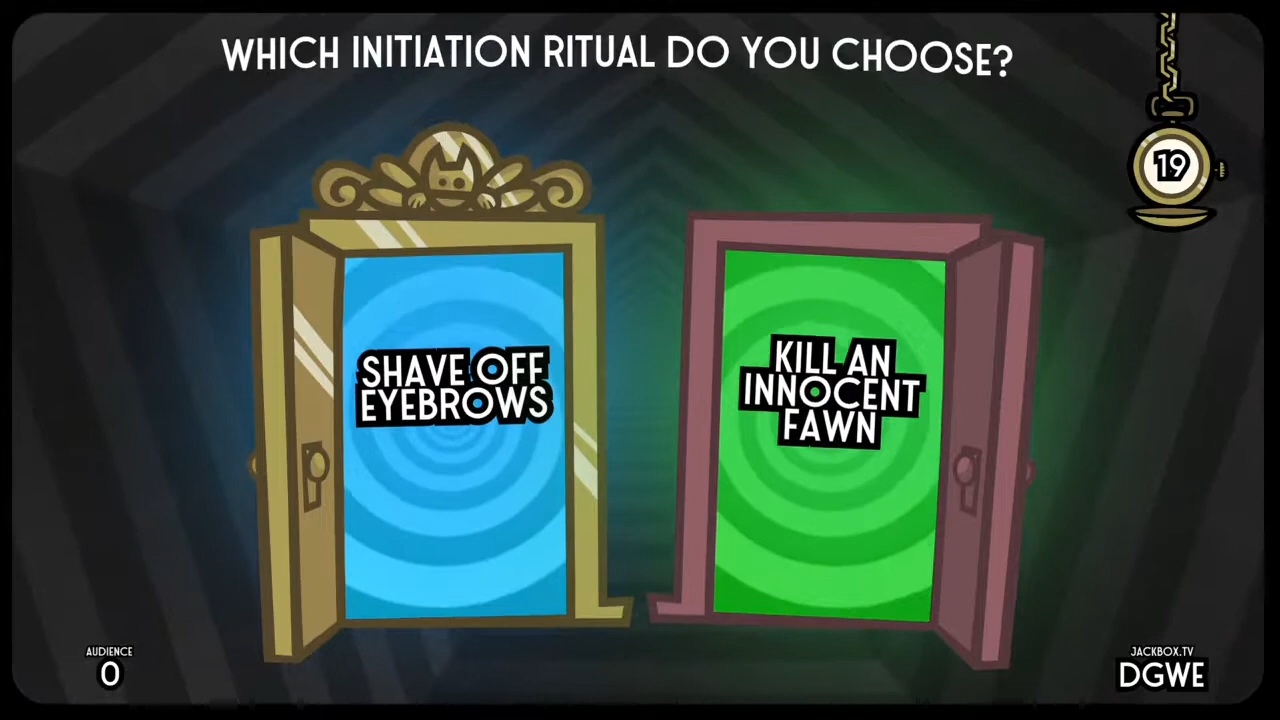 WHICH INITIATION RITUAL DO YOU CHOOSE?
19
SHAVE OFF
EYEBROWS
KILL AN
INNOCENT
FAWN
AUDIENCE
0
JACKBOX.TV
DGWE